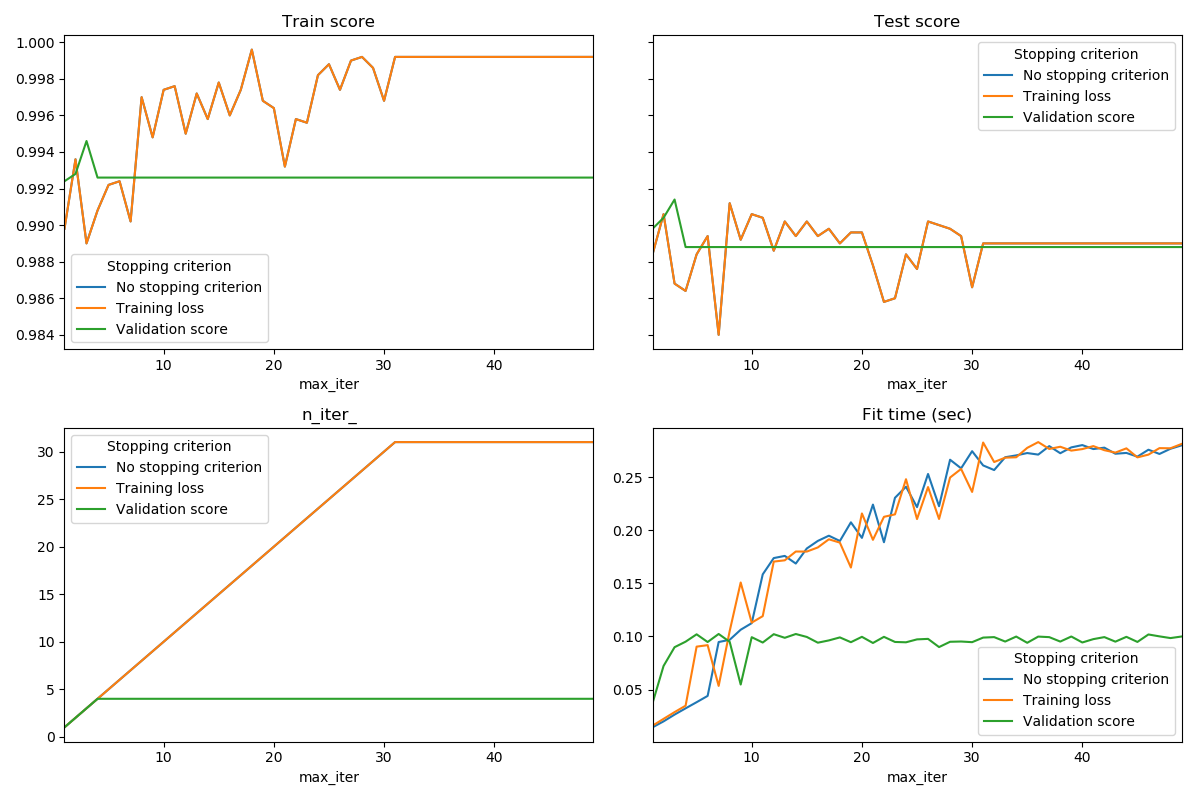 Train score
1.000
0.998
0.996
0.994
0.992
0.990
0.988
0.986
0.984
Stopping criterion
No stopping criterion
Training loss
Validation score
10 20 30 40
max_iter
Test score
Stopping criterion
No stopping criterion
Training loss
Validation score
10 20 30 40
max_iter
n_iter_
30
25
20
15
10
5
0
Stopping criterion
No stopping criterion
Training loss
Validation score
10 20 30 40
max_iter
Fit time (sec)
0.25
0.20
0.15
0.10
0.05
Stopping criterion
No stopping criterion
Training loss
Validation score
10 20 30 40
max_iter